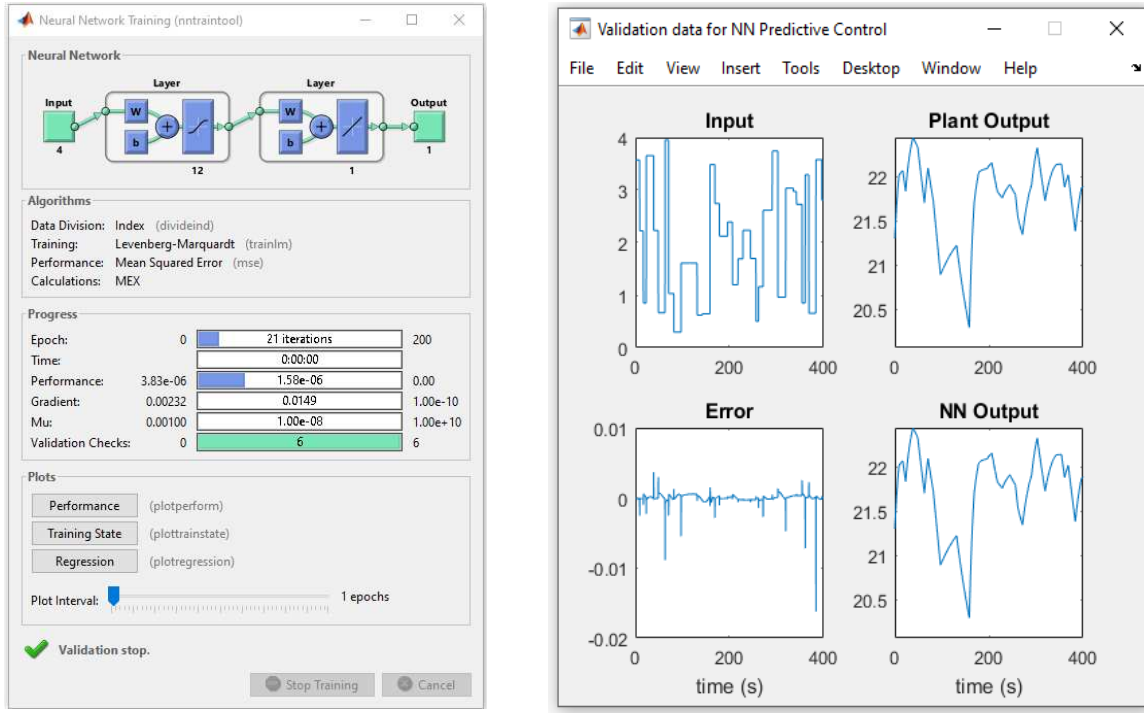 Neural Network Training (nntraintool)
Neural Network
Layer Layer
Input Output
W W
b b
4 1
12 1
Algorithms
Data Division: Index (divideind)
Training: Levenberg-Marquardt (trainlm)
Performance: Mean Squared Error (mse)
Calculations: MEX
Progress
Epoch: 0 21 iterations 200
Time: 0:00:00
Performance: 3.83e-06 1.58e-06 0.00
Gradient: 0.00232 0.0149 1.00e-10
Mu: 0.00100 1.00e-08 1.00e+10
Validation Checks: 0 6 6
Plots
Performance (plotperform)
Training State (plottrainstate)
Regression (plotregression)
Plot Interval: 1 epochs
Validation stop.
Stop Training Cancel
Validation data for NN Predictive Control
File Edit View Insert Tools Desktop Window Help
Input
4
3
2
1
0
0 200 400
Plant Output
22
21.5
21
20.5
0 200 400
Error
0.01
0
-0.01
-0.02
0 200 400
time (s)
NN Output
22
21.5
21
20.5
0 200 400
time (s)